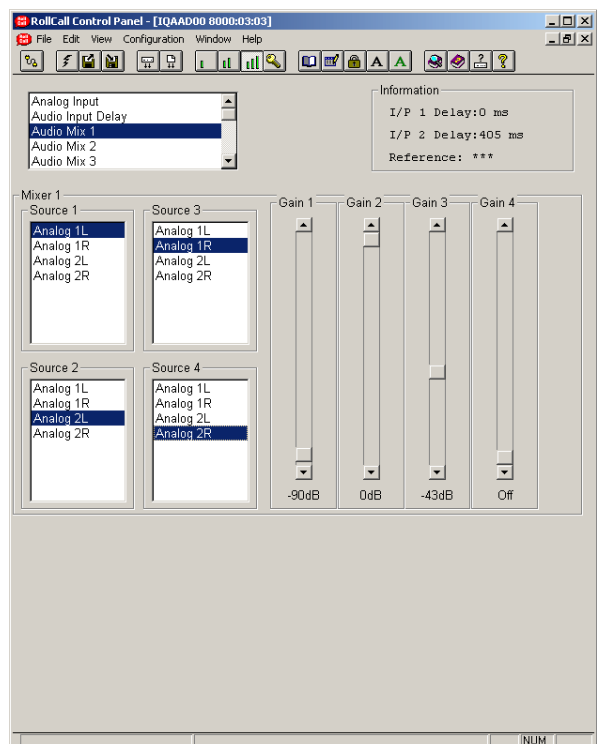 RollCall Control Panel - [IQAAD00 8000:03:03]
File Edit View Configuration Window Help
A A ?
Analog Input
Audio Input Delay
Audio Mix 1
Audio Mix 2
Audio Mix 3
Information
I/P 1 Delay:0 ms
I/P 2 Delay:405 ms
Reference: ***
Mixer 1
Source 1
Analog 1L
Analog 1R
Analog 2L
Analog 2R
Source 3
Analog 1L
Analog 1R
Analog 2L
Analog 2R
Source 2
Analog 1L
Analog 1R
Analog 2L
Analog 2R
Source 4
Analog 1L
Analog 1R
Analog 2L
Analog 2R
Gain 1 Gain 2 Gain 3 Gain 4
-90dB 0dB -43dB Off
NUM